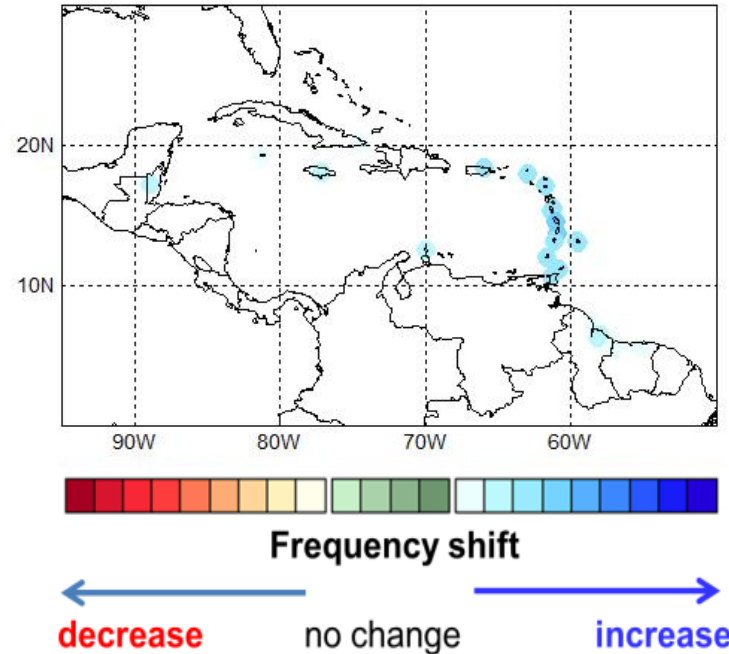 20N
10N
90W 80W 70W 60W
Frequency shift
decrease no change increase